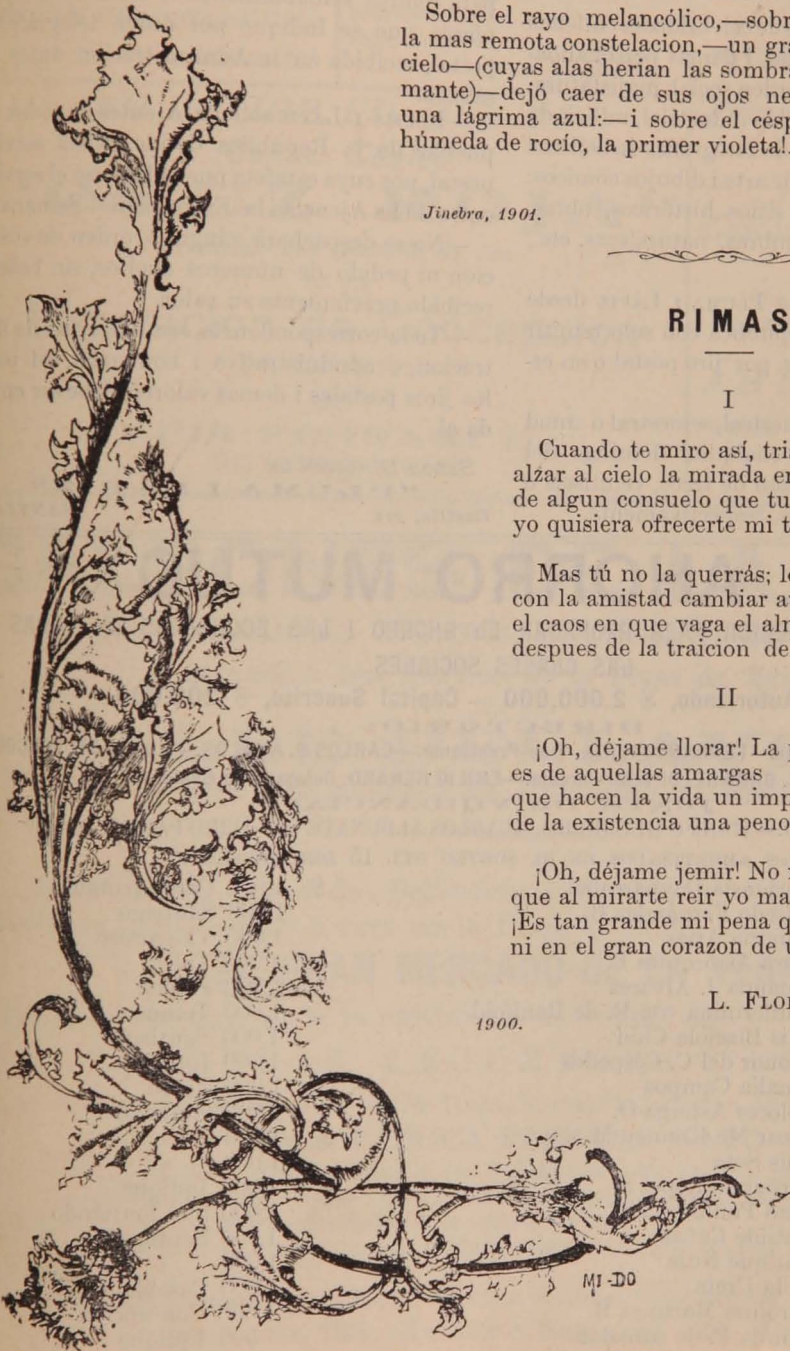 Sobre el rayo melancólico,—sobr
la mas remota constelacion,—un gr
cielo—(cuyas alas herian las sombr
mante)—dejó caer de sus ojos ne
una lágrima azul:—i sobre el césp
húmeda de rocío, la primer violeta!
Jinebra, 1901.
RIMAS
I
Cuando te miro así, tri
alzar al cielo la mirada e
de algun consuelo que tu
yo quisiera ofrecerte mi t
Mas tú no la querrás; l
con la amistad cambiar a
el caos en que vaga el al
despues de la traicion de
II
¡Oh, déjame llorar! La
es de aquellas amargas
que hacen la vida un imp
de la existencia una peno
¡Oh, déjame jemir! No
que al mirarte reir yo ma
¡Es tan grande mi pena q
ni en el gran corazon de
L. FLO
1900.
MI-DO